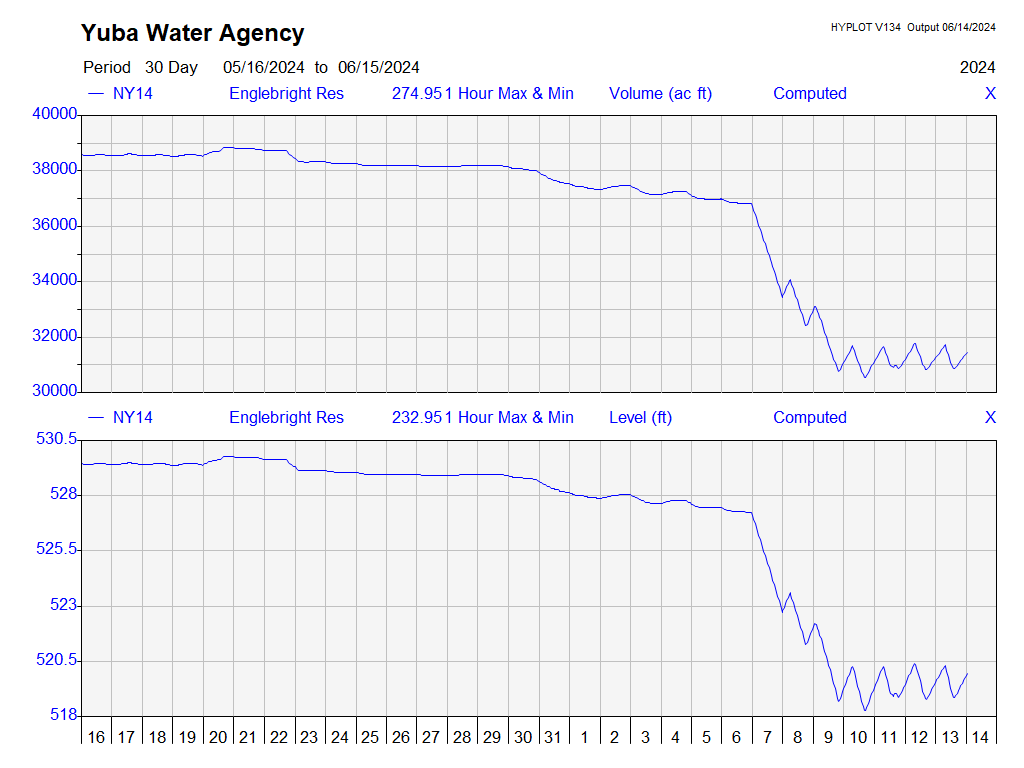 Yuba Water Agency
HYPLOT V134 Output 06/14/2024
Period 30 Day 05/16/2024 to 06/15/2024
2024
NY14 Englebright Res 274.951 Hour Max & Min Volume (ac ft) Computed X
40000
38000
36000
34000
32000
30000
NY14 Englebright Res 232.951 Hour Max & Min Level (ft) Computed X
530.5
528
525.5
523
520.5
518
16 17 18 19 20 21 22 23 24 25 26 27 28 29 30 31 1 2 3 4 5 6 7 8 9 10 11 12 13 14